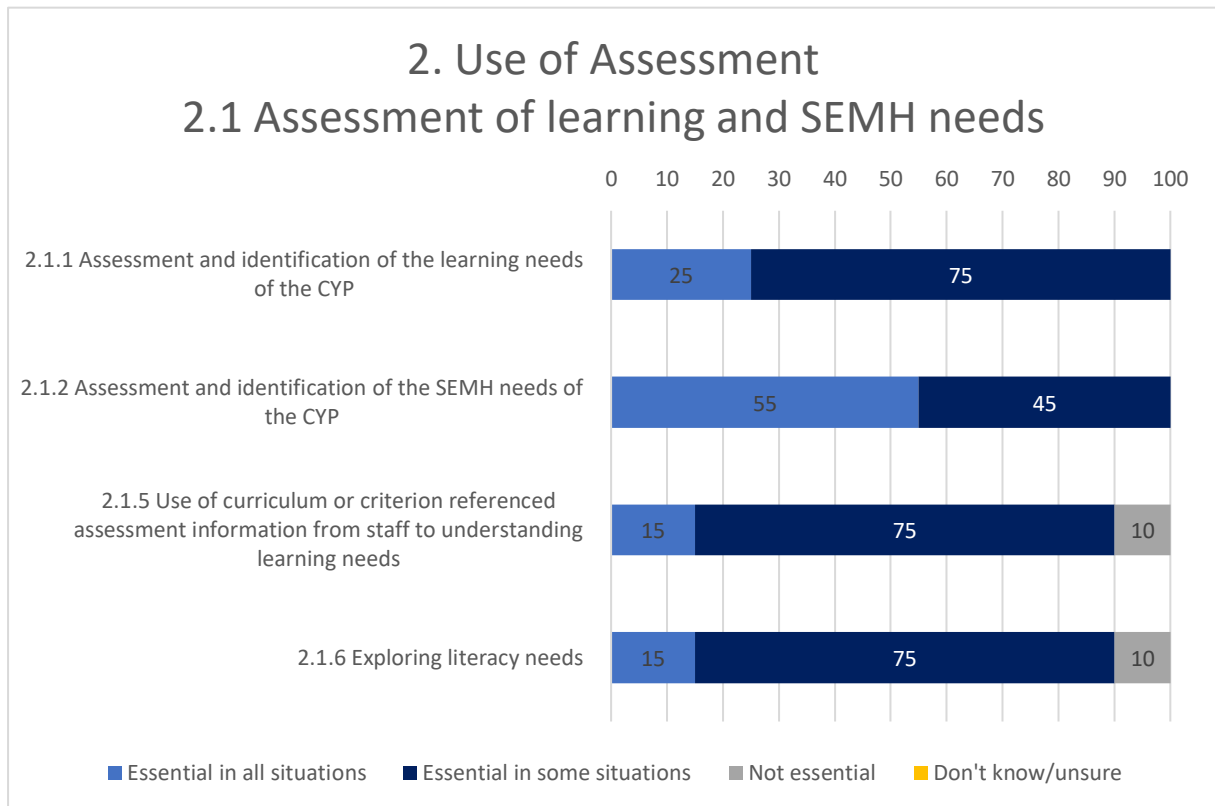 2. Use of Assessment
2.1 Assessment of learning and SEMH needs
0 10 20 30 40 50 60 70 80 90 100
2.1.1 Assessment and identification of the learning needs
of the CYP
25 75
2.1.2 Assessment and identification of the SEMH needs of
the CYP
55 45
2.1.5 Use of curriculum or criterion referenced
assessment information from staff to understanding
learning needs
15 75 10
2.1.6 Exploring literacy needs
15 75 10
Essential in all situations Essential in some situations Not essential Don't know/unsure